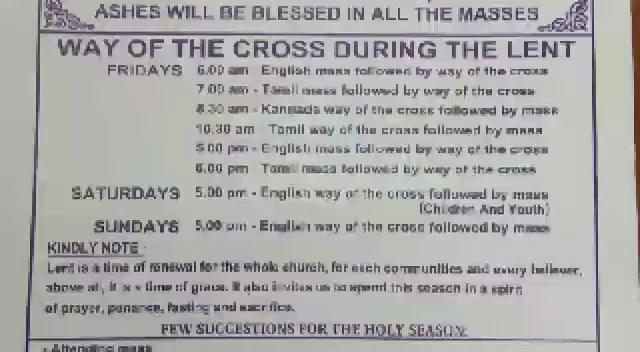 ASHES WILL BE BLESSED IN ALL THE MASSES
WAY OF THE CROSS DURING THE LENT
FRIDAYS 6.00 am - English mass followed by way of the cross
7.00 am - Tamil mass followed by way of the cross
8.30 am - Kannada way of the cross followed by mass
10.30 am Tamil way of the cross followed by mass
5.00 pm - English mass followed by way of the cross
6.00 pm Tamil mass followed by way of the cross
SATURDAYS 5.00 pm - English way of the cross followed by mass
(Children And Youth)
SUNDAYS 5.00 pm - English way of the cross followed by mass
KINDLY NOTE :
Lent is a time of renewal for the whole church, for each communities and every believer,
above all, it is a time of grace. It also invites us to spend this season in a spirit
of prayer, penance, fasting and sacrifice.
FEW SUGGESTIONS FOR THE HOLY SEASON:
- Attending mass